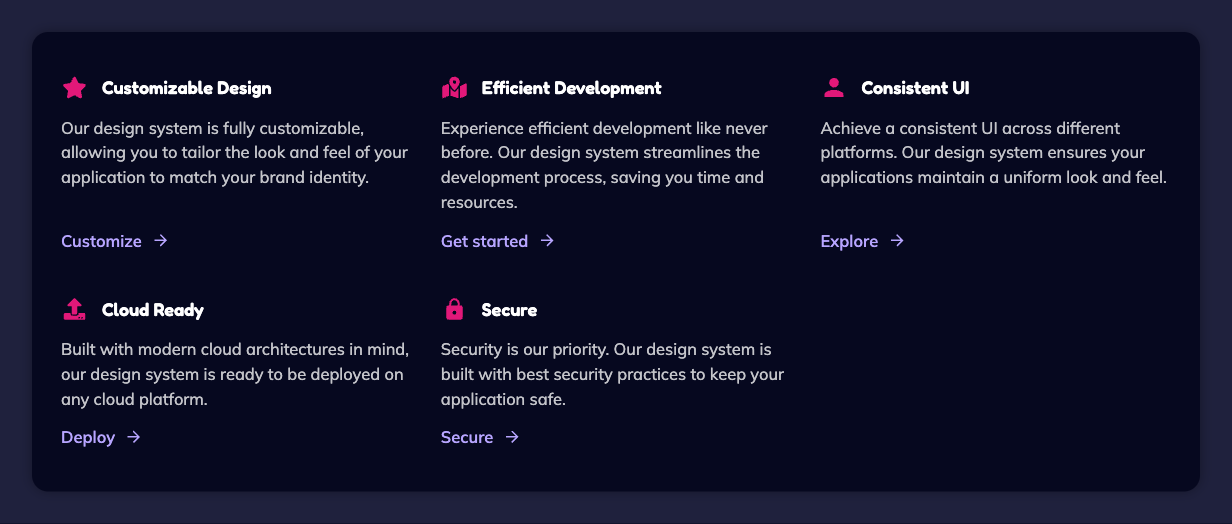 Customizable Design
Our design system is fully customizable,
allowing you to tailor the look and feel of your
application to match your brand identity.
Customize
Efficient Development
Experience efficient development like never
before. Our design system streamlines the
development process, saving you time and
resources.
Get started
Consistent UI
Achieve a consistent UI across different
platforms. Our design system ensures your
applications maintain a uniform look and feel.
Explore
Cloud Ready
Built with modern cloud architectures in mind,
our design system is ready to be deployed on
any cloud platform.
Deploy
Secure
Security is our priority. Our design system is
built with best security practices to keep your
application safe.
Secure